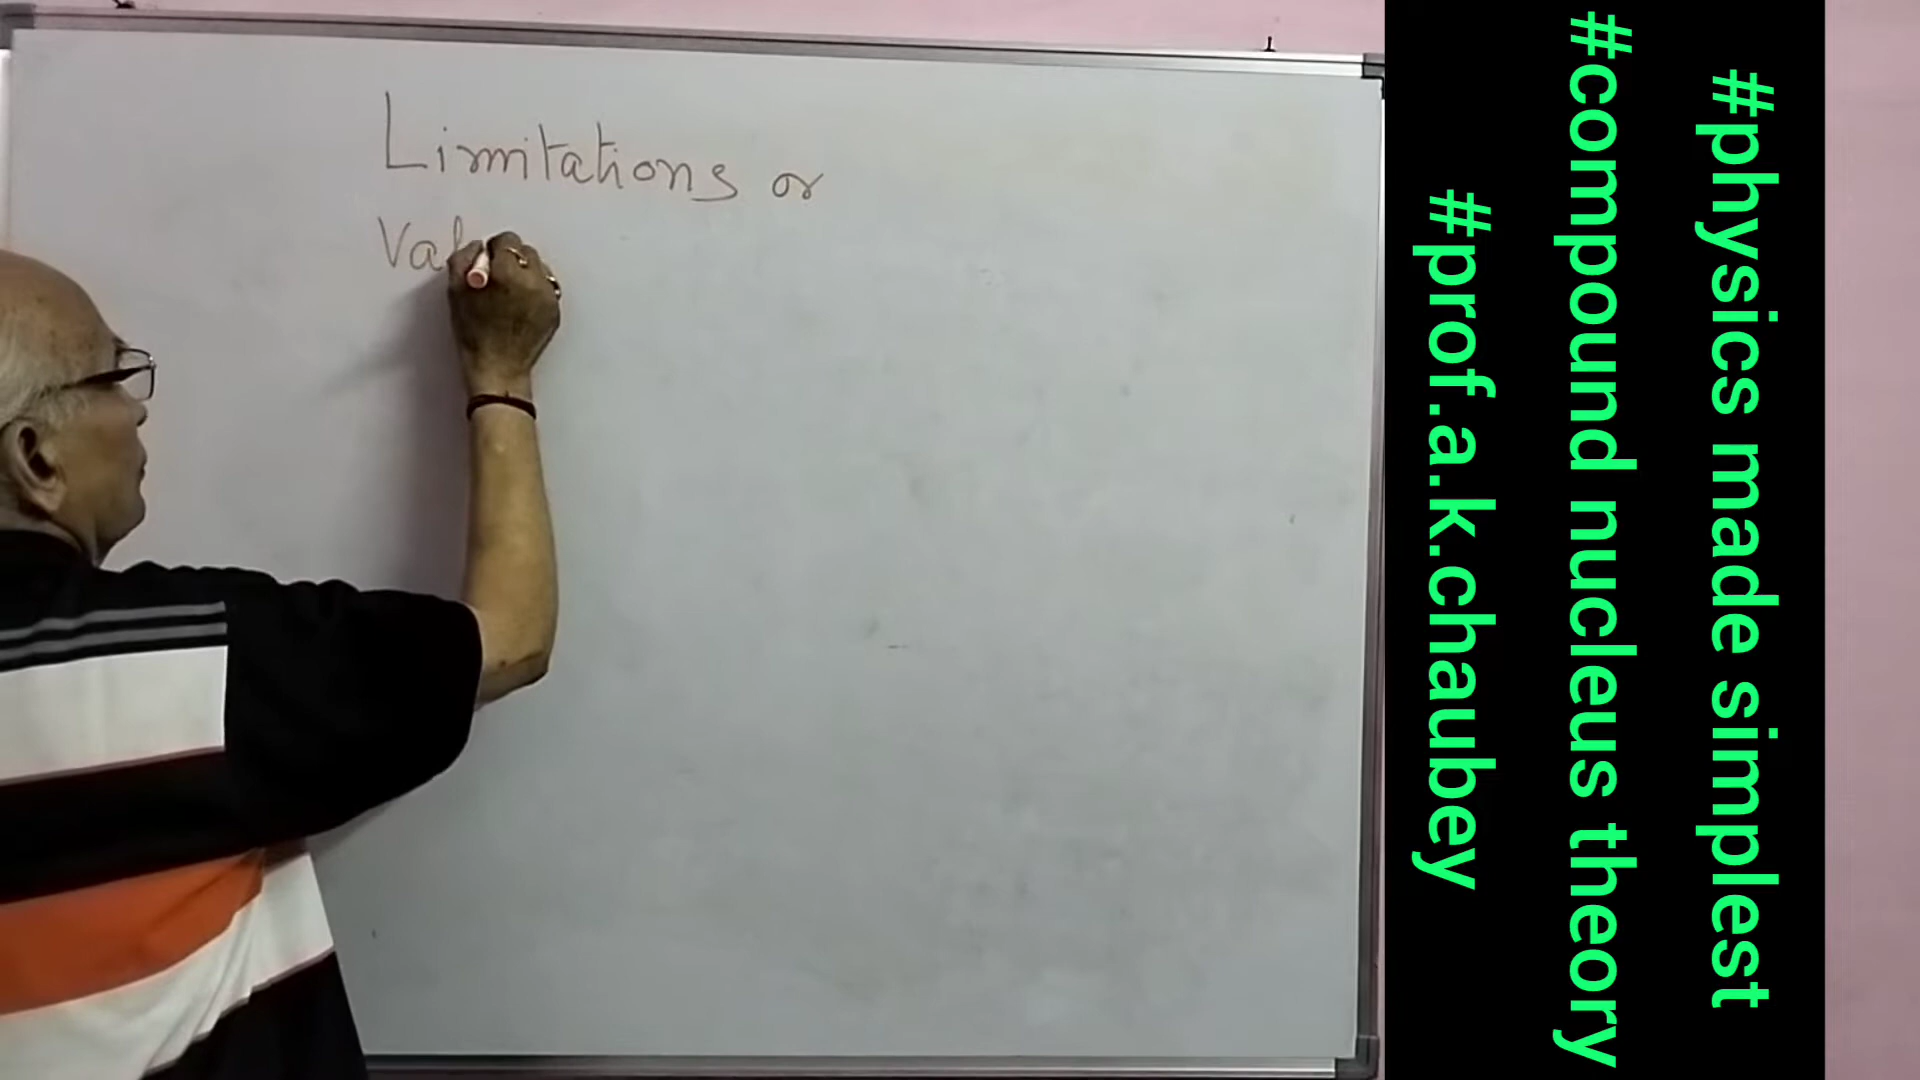 Limitations or
Val
#physics made simplest
#compound nucleus theory
#prof.a.k.chaubey